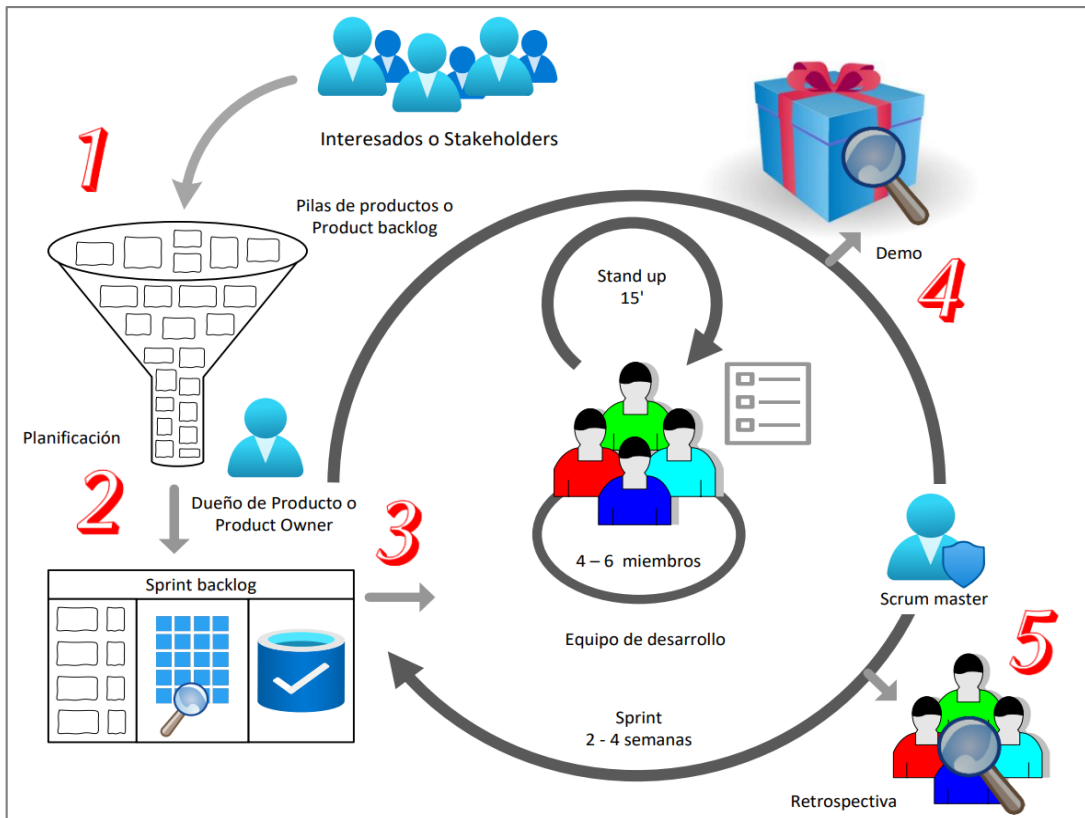 Interesados o Stakeholders
1
Pilas de productos o
Product backlog
Stand up
15'
Demo
4
Planificación
2
Dueño de Producto o
Product Owner
3
Sprint backlog
4 – 6 miembros
Equipo de desarrollo
Scrum master
5
Sprint
2 - 4 semanas
Retrospectiva